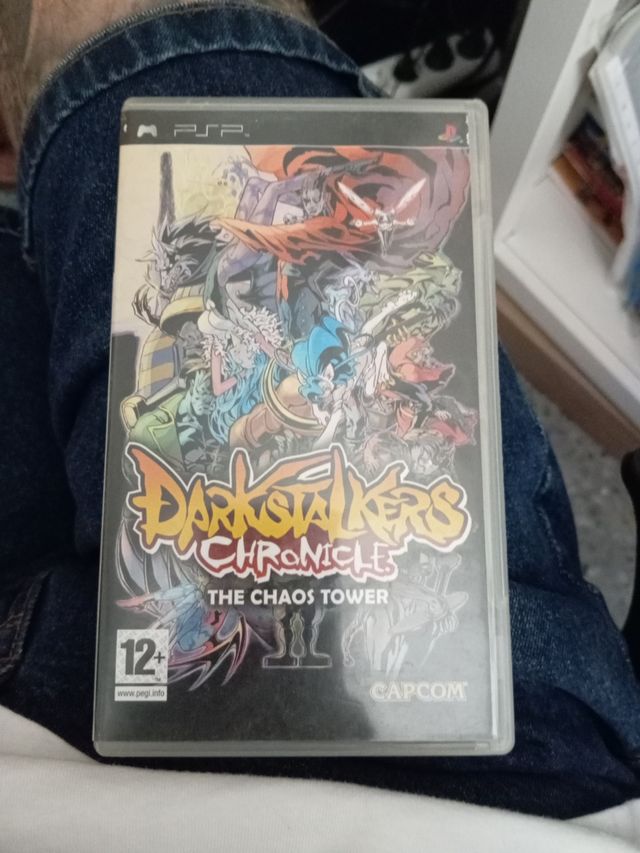 PSP
DARKSTALKERS
CHRONICLE
THE CHAOS TOWER
12+
www.pegi.info
CAPCOM